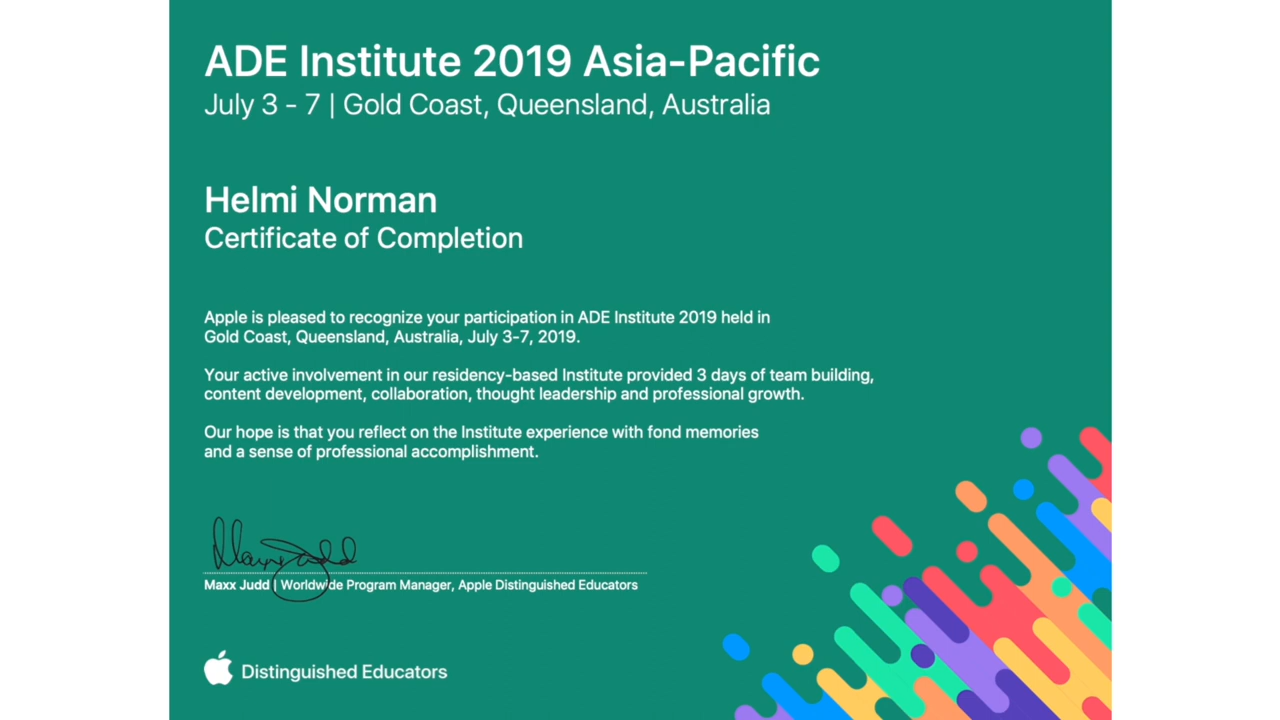 ADE Institute 2019 Asia-Pacific
July 3 - 7 | Gold Coast, Queensland, Australia
Helmi Norman
Certificate of Completion
Apple is pleased to recognize your participation in ADE Institute 2019 held in
Gold Coast, Queensland, Australia, July 3-7, 2019.
Your active involvement in our residency-based Institute provided 3 days of team building,
content development, collaboration, thought leadership and professional growth.
Our hope is that you reflect on the Institute experience with fond memories
and a sense of professional accomplishment.
Maxx Judd
Maxx Judd | Worldwide Program Manager, Apple Distinguished Educators
Distinguished Educators